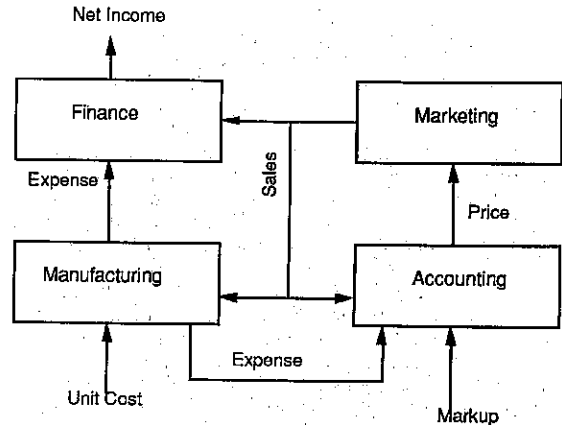 Net Income
Finance
Marketing
Expense
Sales
Price
Manufacturing
Accounting
Expense
Unit Cost
Markup